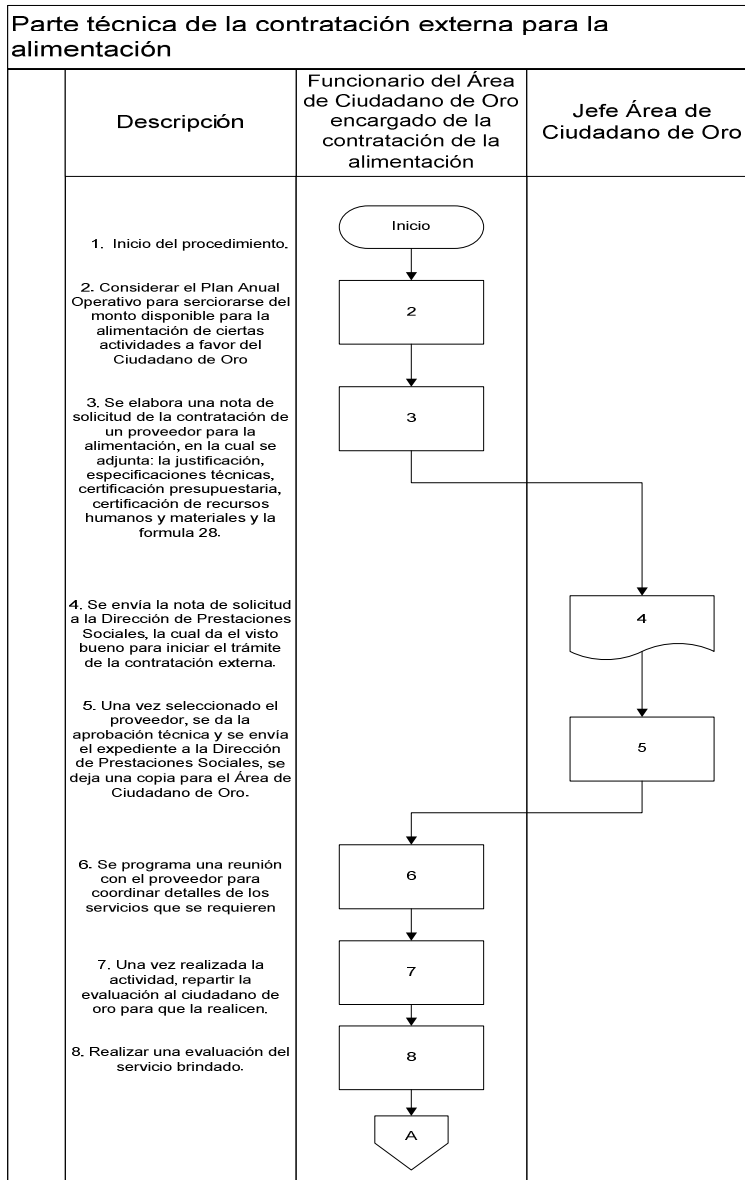 Parte técnica de la contratación externa para la
alimentación
Descripción
Funcionario del Área
de Ciudadano de Oro
encargado de la
contratación de la
alimentación
Jefe Área de
Ciudadano de Oro
1. Inicio del procedimiento.
Inicio
2. Considerar el Plan Anual
Operativo para serciorarse del
monto disponible para la
alimentación de ciertas
actividades a favor del
Ciudadano de Oro
2
3. Se elabora una nota de
solicitud de la contratación de
un proveedor para la
alimentación, en la cual se
adjunta: la justificación,
especificaciones técnicas,
certificación presupuestaria,
certificación de recursos
humanos y materiales y la
formula 28.
3
4. Se envía la nota de solicitud
a la Dirección de Prestaciones
Sociales, la cual da el visto
bueno para iniciar el trámite
de la contratación externa.
4
5. Una vez seleccionado el
proveedor, se da la
aprobación técnica y se envía
el expediente a la Dirección
de Prestaciones Sociales, se
deja una copia para el Área de
Ciudadano de Oro.
5
6. Se programa una reunión
con el proveedor para
coordinar detalles de los
servicios que se requieren
6
7. Una vez realizada la
actividad, repartir la
evaluación al ciudadano de
oro para que la realicen.
7
8. Realizar una evaluación del
servicio brindado.
8
A